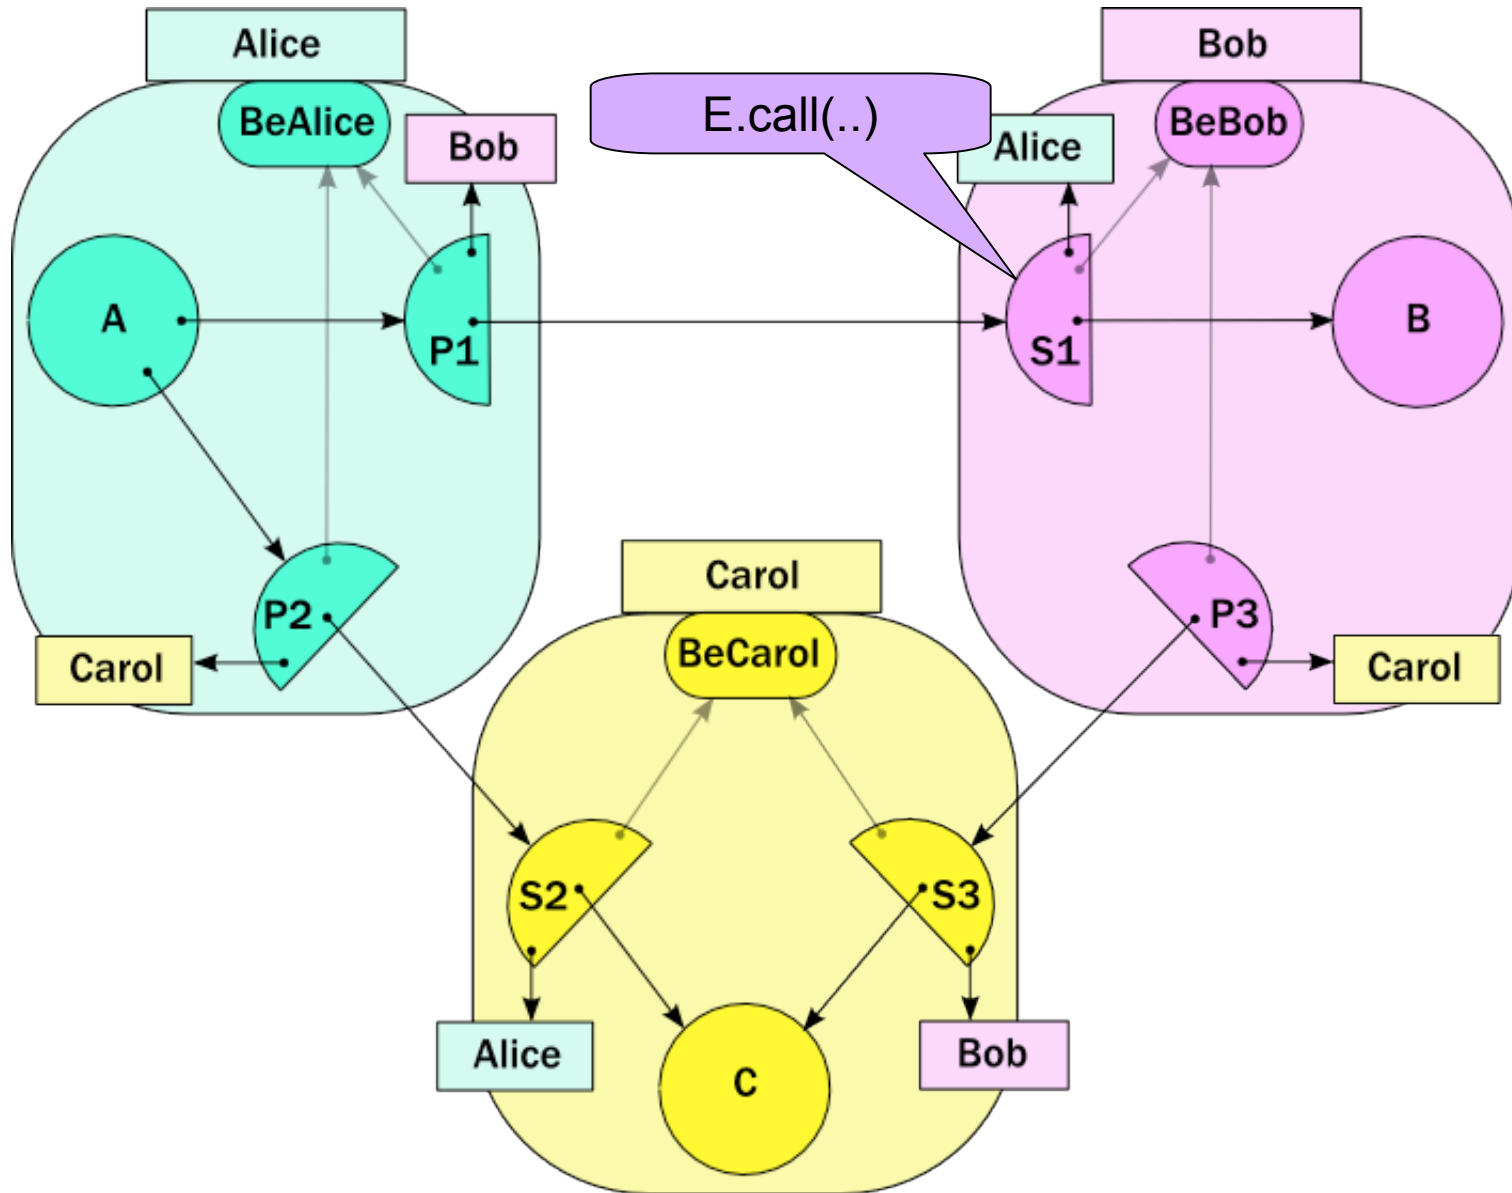 Alice
Bob
BeAlice
Bob
E.call(..)
Alice
BeBob
A
P1
S1
B
P2
Carol
Carol
BeCarol
P3
Carol
S2
S3
Alice
C
Bob